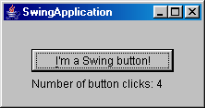 SwingApplication
I'm a Swing button!
Number of button clicks: 4